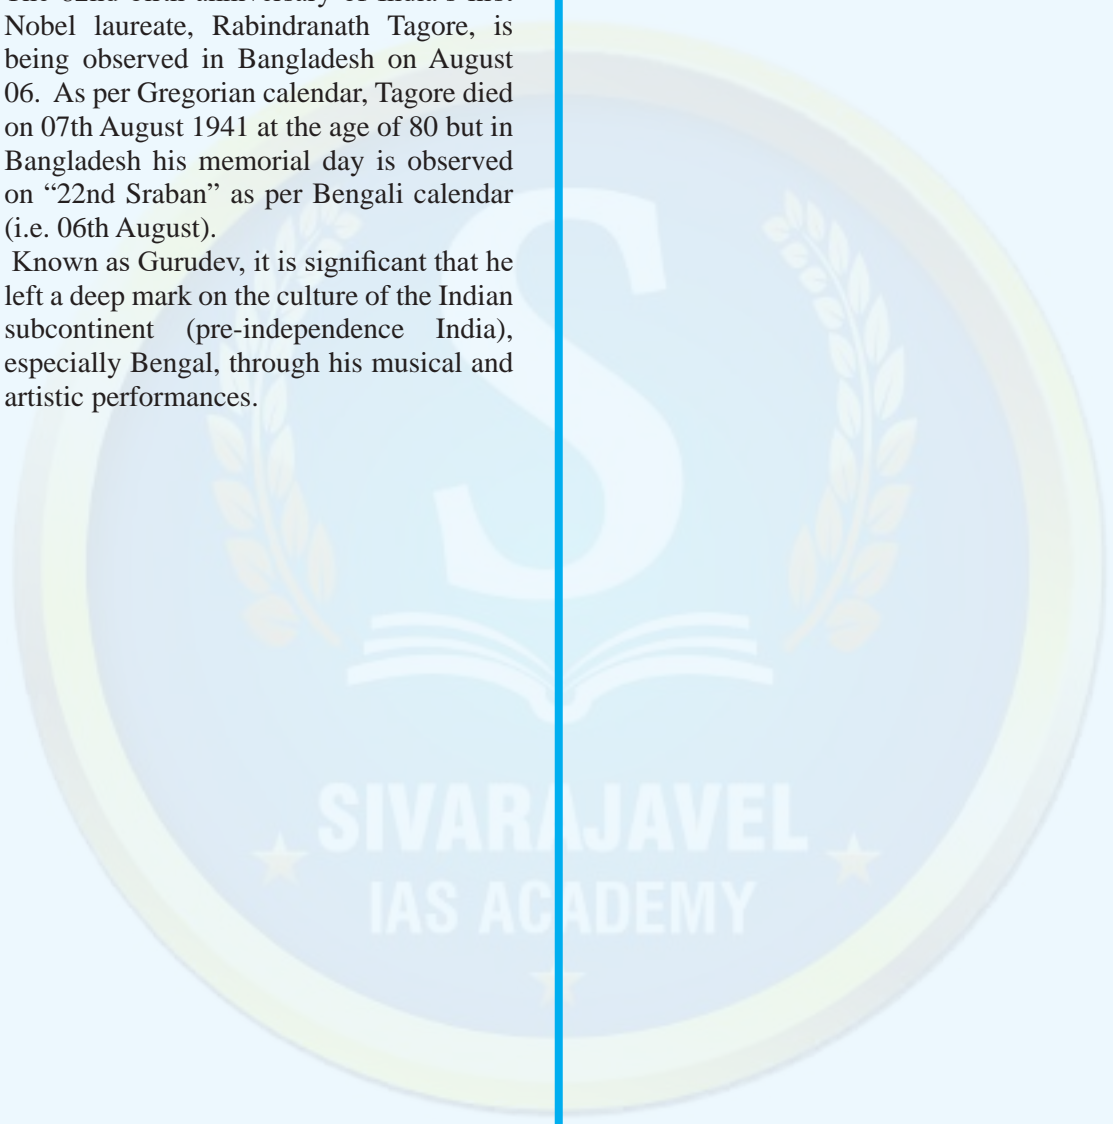 Nobel laureate, Rabindranath Tagore, is
being observed in Bangladesh on August
06. As per Gregorian calendar, Tagore died
on 07th August 1941 at the age of 80 but in
Bangladesh his memorial day is observed
on “22nd Sraban” as per Bengali calendar
(i.e. 06th August).
Known as Gurudev, it is significant that he
left a deep mark on the culture of the Indian
subcontinent (pre-independence India),
especially Bengal, through his musical and
artistic performances.
S
SIVARAJAVEL
IAS ACADEMY